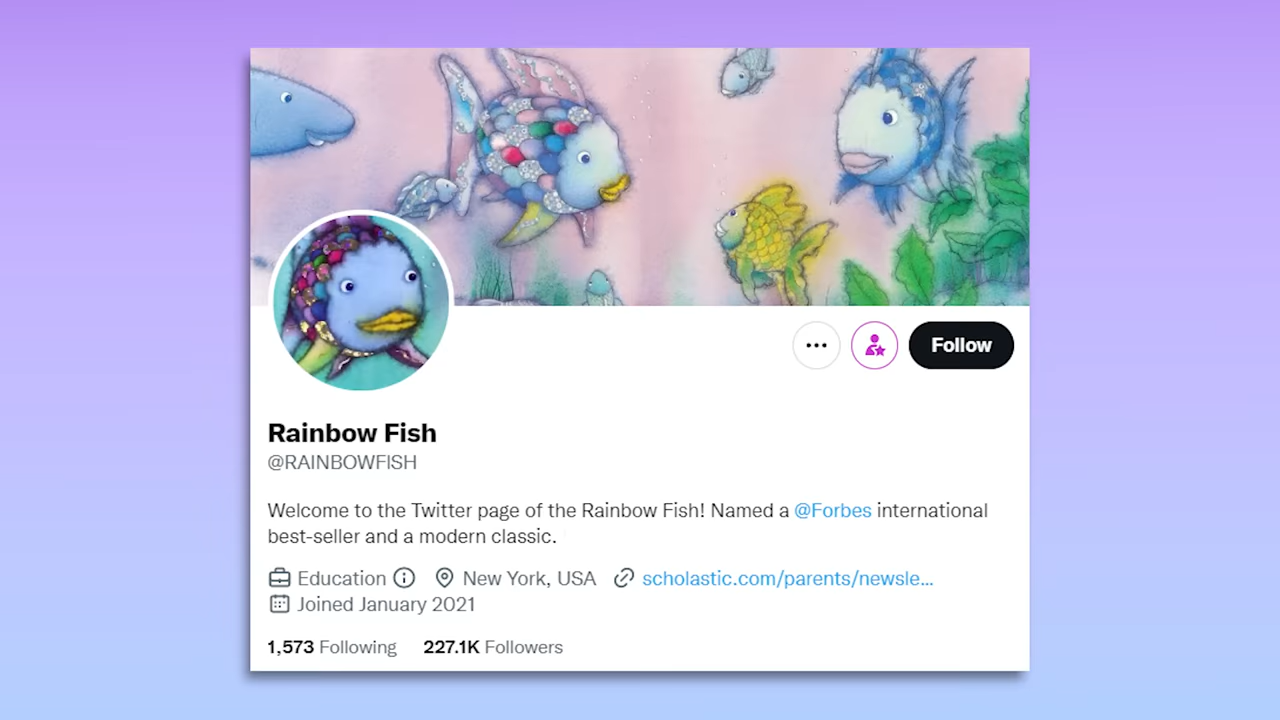 Follow
Rainbow Fish
@RAINBOWFISH
Welcome to the Twitter page of the Rainbow Fish! Named a @Forbes international
best-seller and a modern classic.
Education New York, USA scholastic.com/parents/newsle...
Joined January 2021
1,573 Following 227.1K Followers